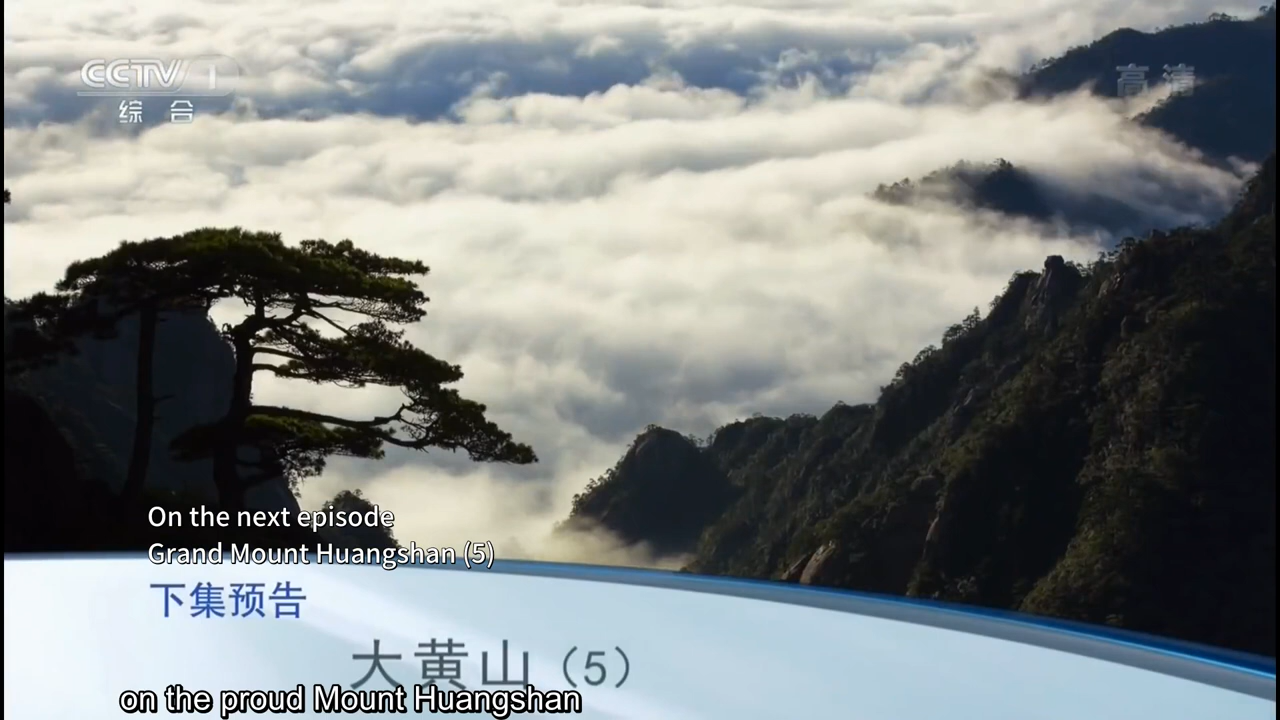 CCTV 1
高清
综合
On the next episode
Grand Mount Huangshan (5)
下集预告
大黄山（5）
on the proud Mount Huangshan